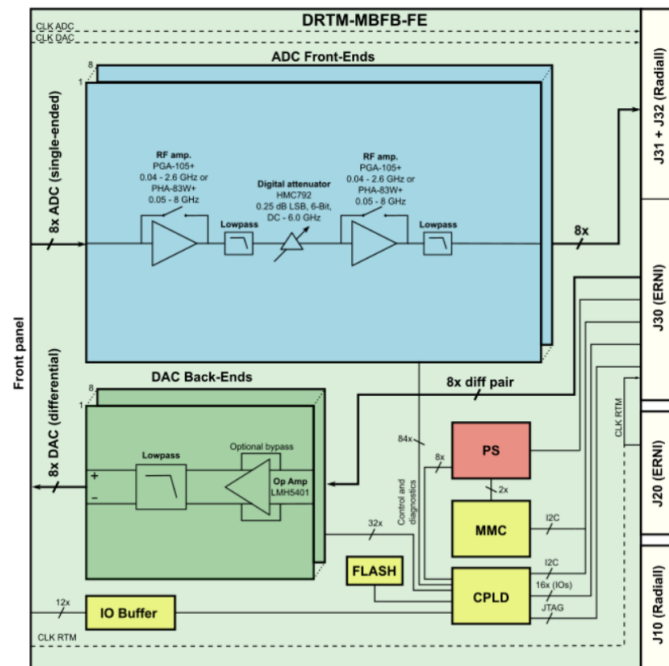 DRTM-MBFB-FE
CLK ADC
CLK DAC
ADC Front-Ends
8
1
RF amp.
PGA-105+
0.04 - 2.6 GHz or
PHA-83W+
0.05 - 8 GHz
Lowpass
Digital attenuator
HMC792
0.25 dB LSB, 6-Bit,
DC - 6.0 GHz
RF amp.
PGA-105+
0.04 - 2.6 GHz or
PHA-83W+
0.05 - 8 GHz
Lowpass
8x ADC (single-ended)
8x
J31 + J32 (Radiall)
Front panel
J30 (ERNI)
DAC Back-Ends
8
1
8x diff pair
8x DAC (differential)
Lowpass
Optional bypass
Op Amp
LMH5401
+
–
84x
Control and
diagnostics
8x
PS
2x
MMC
I2C
CLK RTM
J20 (ERNI)
32x
FLASH
CPLD
I2C
16x (IOs)
JTAG
12x
IO Buffer
CLK RTM
J10 (Radiall)